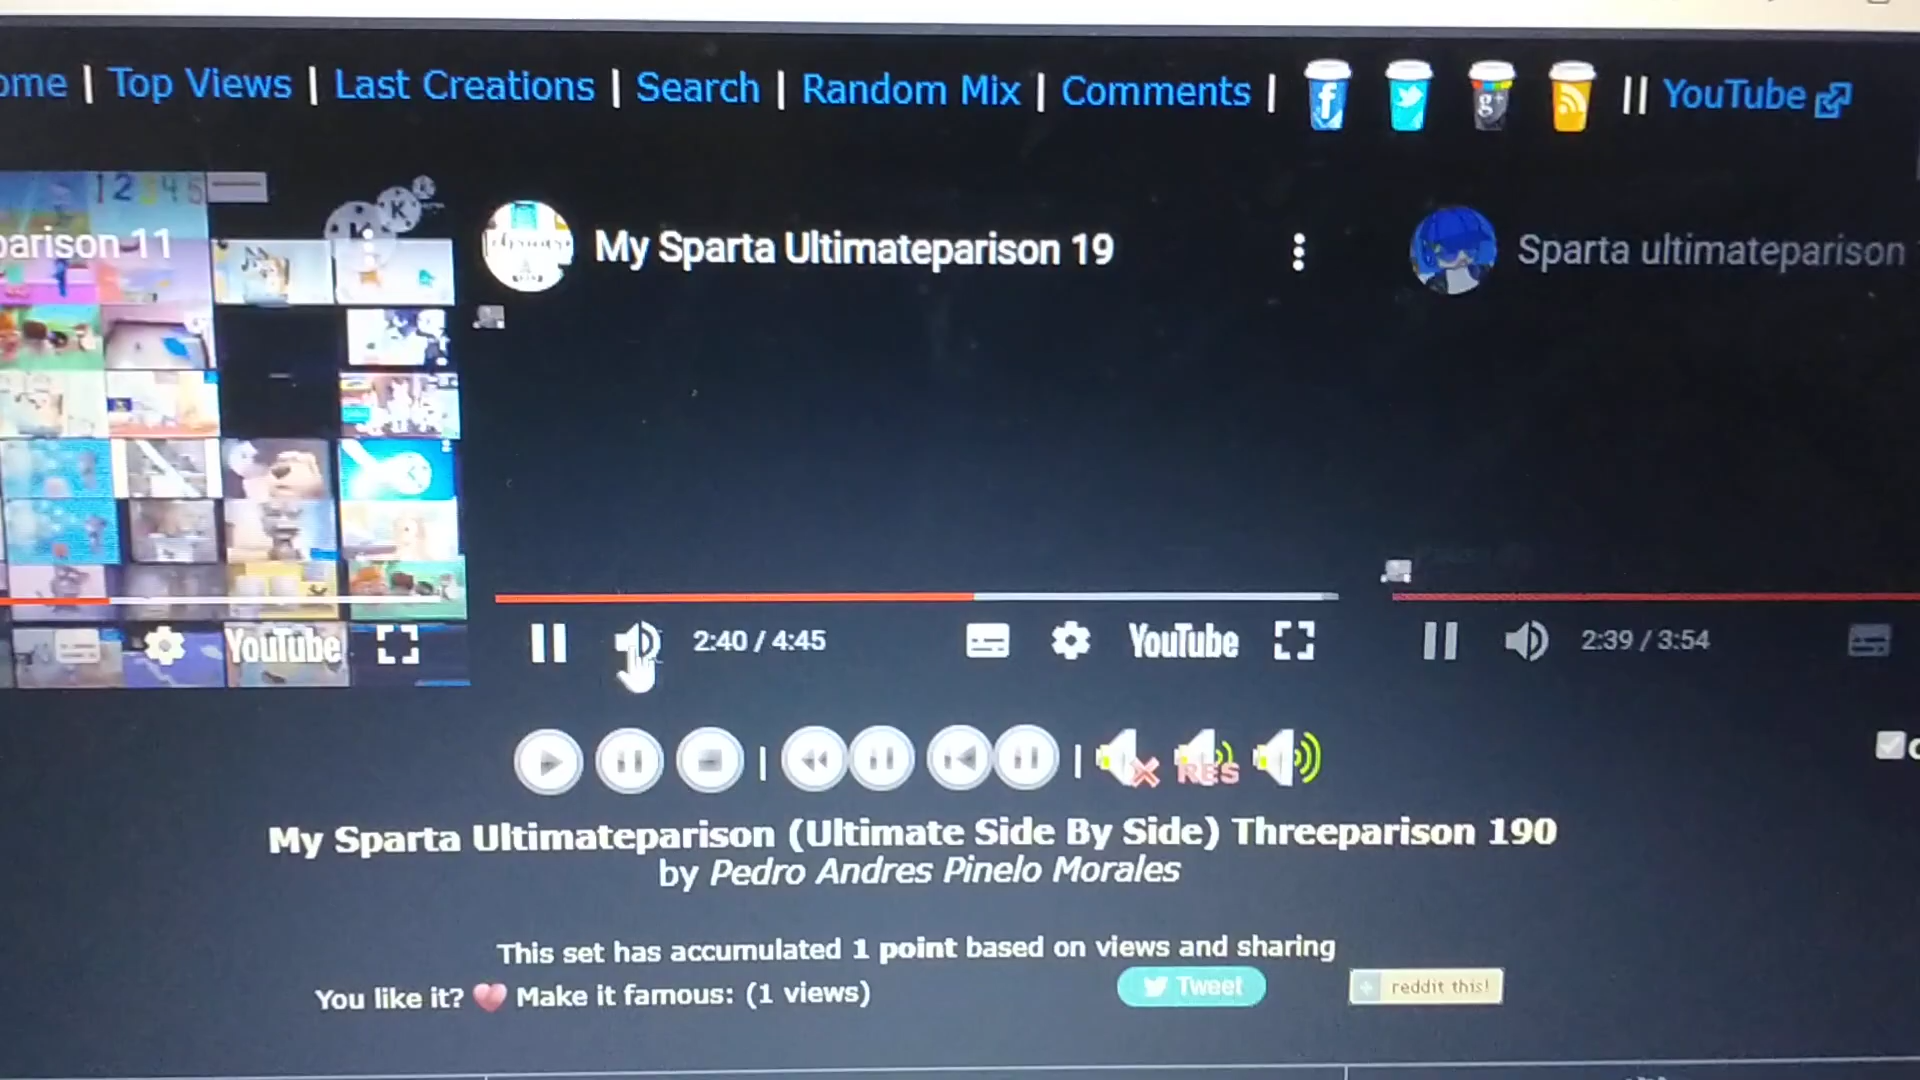 ome | Top Views | Last Creations | Search | Random Mix | Comments | f g+ || YouTube
12345
parison 11
My Sparta Ultimateparison 19
Sparta ultimateparison
K
YouTube
2:40 / 4:45
YouTube
2:39 / 3:54
RES
My Sparta Ultimateparison (Ultimate Side By Side) Threeparison 190
by Pedro Andres Pinelo Morales
This set has accumulated 1 point based on views and sharing
You like it? Make it famous: (1 views)
Tweet
reddit this!